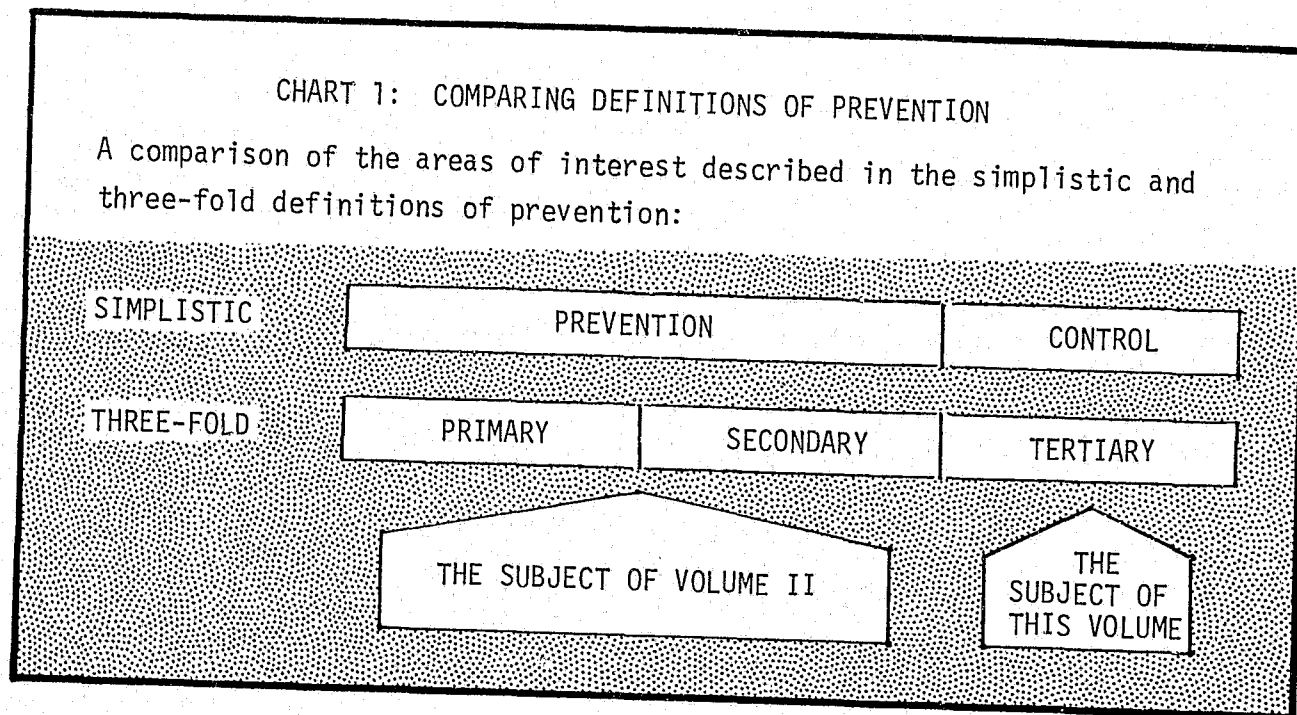 CHART 1: COMPARING DEFINITIONS OF PREVENTION
A comparison of the areas of interest described in the simplistic and
three-fold definitions of prevention:
SIMPLISTIC PREVENTION CONTROL
THREE-FOLD PRIMARY SECONDARY TERTIARY
THE SUBJECT OF VOLUME II
THE
SUBJECT OF
THIS VOLUME